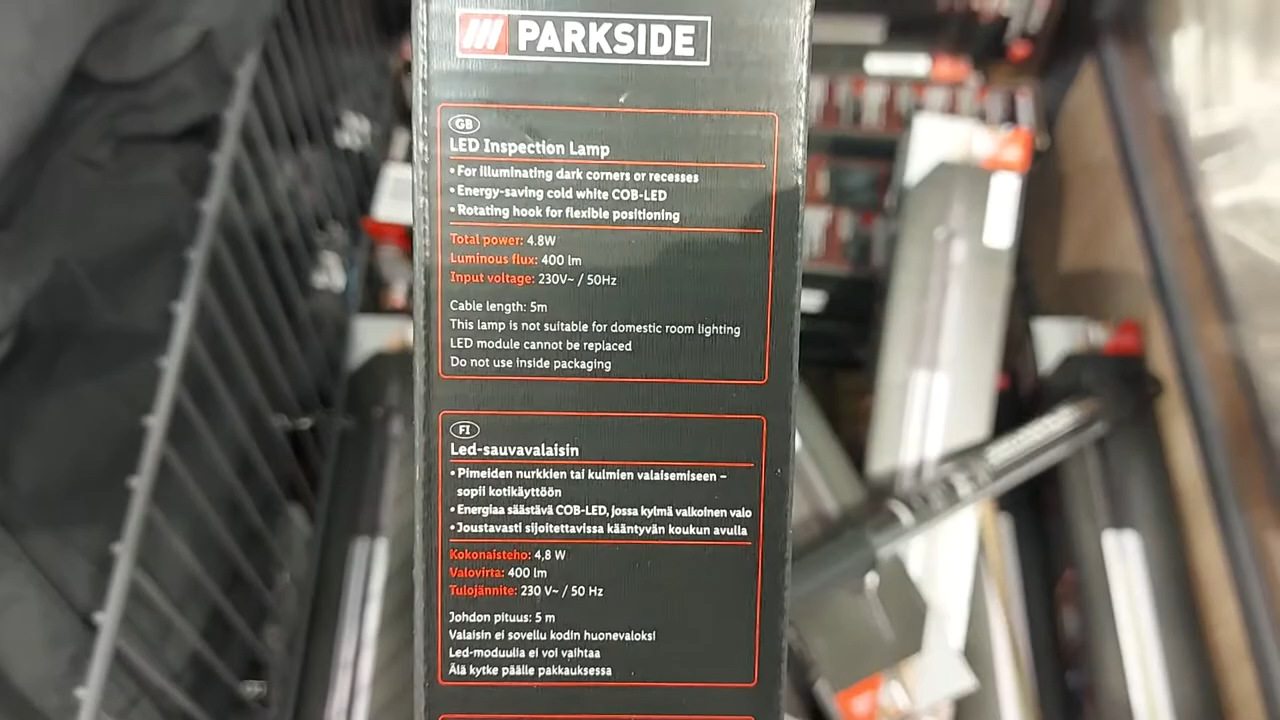 PARKSIDE
GB
LED Inspection Lamp
• For illuminating dark corners or recesses
• Energy-saving cold white COB-LED
• Rotating hook for flexible positioning
Total power: 4.8W
Luminous flux: 400 lm
Input voltage: 230V~ / 50Hz
Cable length: 5m
This lamp is not suitable for domestic room lighting
LED module cannot be replaced
Do not use inside packaging
FI
Led-sauvavalaisin
• Pimeiden nurkkien tai kulmien valaisemiseen –
sopii kotikäyttöön
• Energiaa säästävä COB-LED, jossa kylmä valkoinen valo
• Joustavasti sijoitettavissa kääntyvän koukun avulla
Kokonaisteho: 4,8 W
Valovirta: 400 lm
Tulojännite: 230 V~ / 50 Hz
Johdon pituus: 5 m
Valaisin ei sovellu kodin huonevaloksi
Led-moduulia ei voi vaihtaa
Älä kytke päälle pakkauksessa